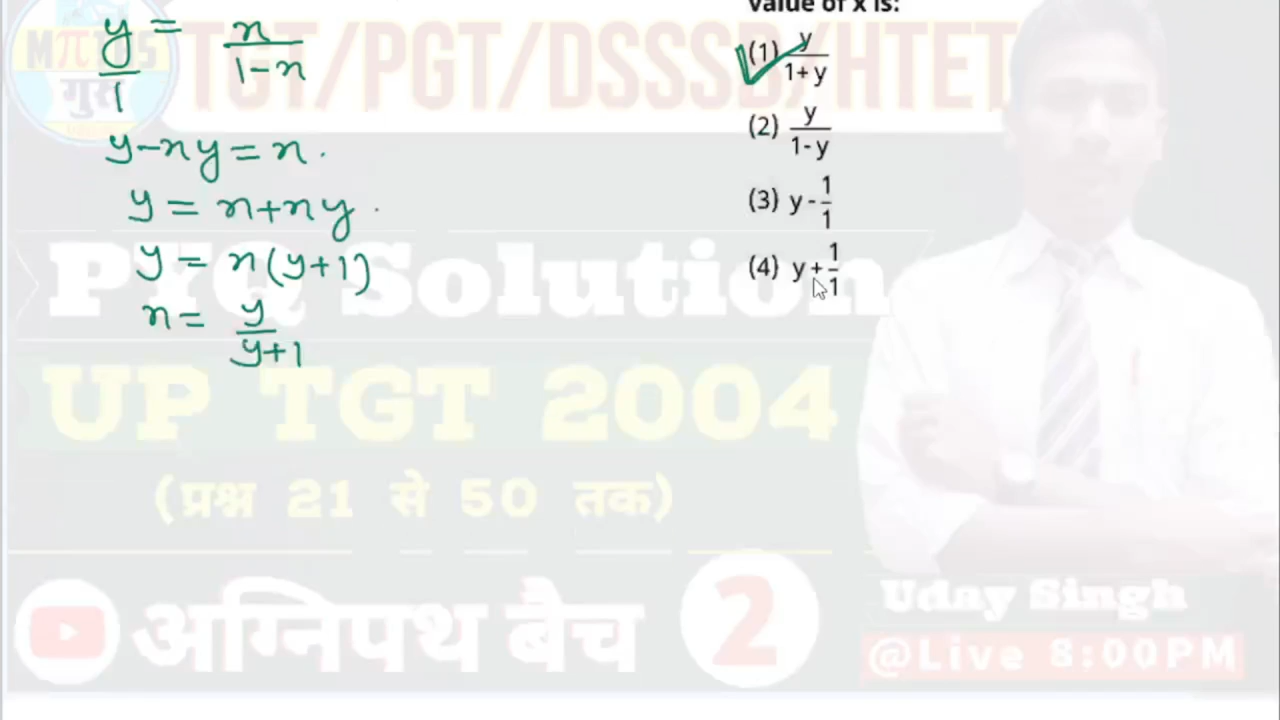 value of x is:
y/1 = x/(1-x)
y-xy = x.
y = x+xy.
y = x(y+1)
x = y/(y+1)
(1) y/(1+y)
(2) y/(1-y)
(3) y - 1/1
(4) y + 1/1
MπTHS
गुरु
TGT/PGT/DSSSB/HTET
PYQ Solution
UP TGT 2004
(प्रश्न 21 से 50 तक)
अग्निपथ बैच 2
Uday Singh
@Live 8:00PM